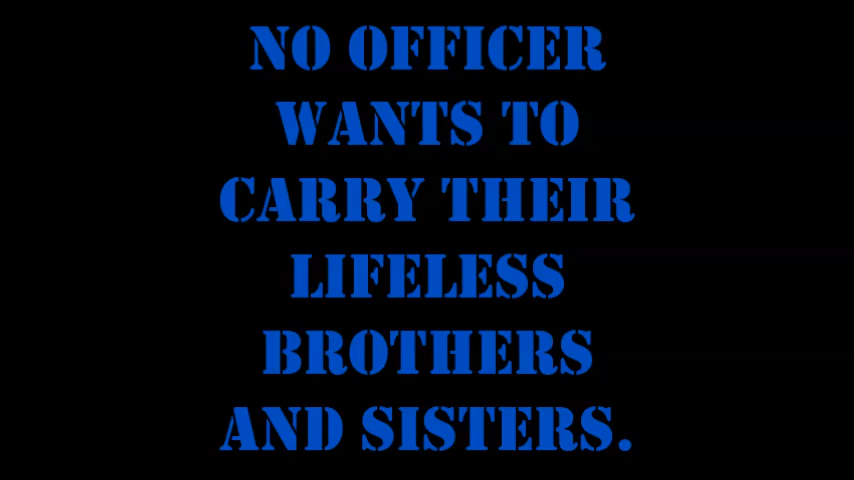 NO OFFICER
WANTS TO
CARRY THEIR
LIFELESS
BROTHERS
AND SISTERS.